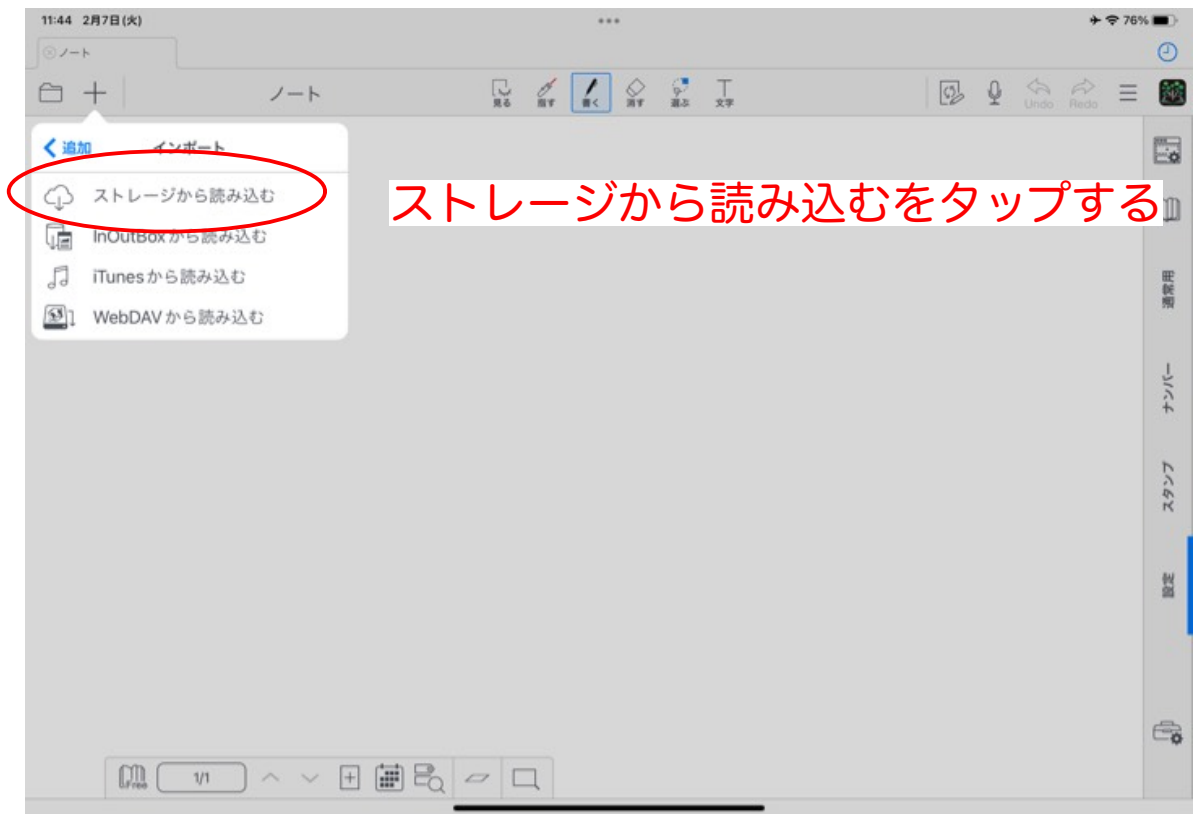 11:44 2月7日(火)
76%
ノート
ノート
見る 指す 書く 消す 選ぶ 文字
Undo Redo
追加 インポート
ストレージから読み込む
ストレージから読み込むをタップする
InOutBoxから読み込む
iTunesから読み込む
WebDAVから読み込む
通常用
ナンバー
スタンプ
設定
Free 1/1